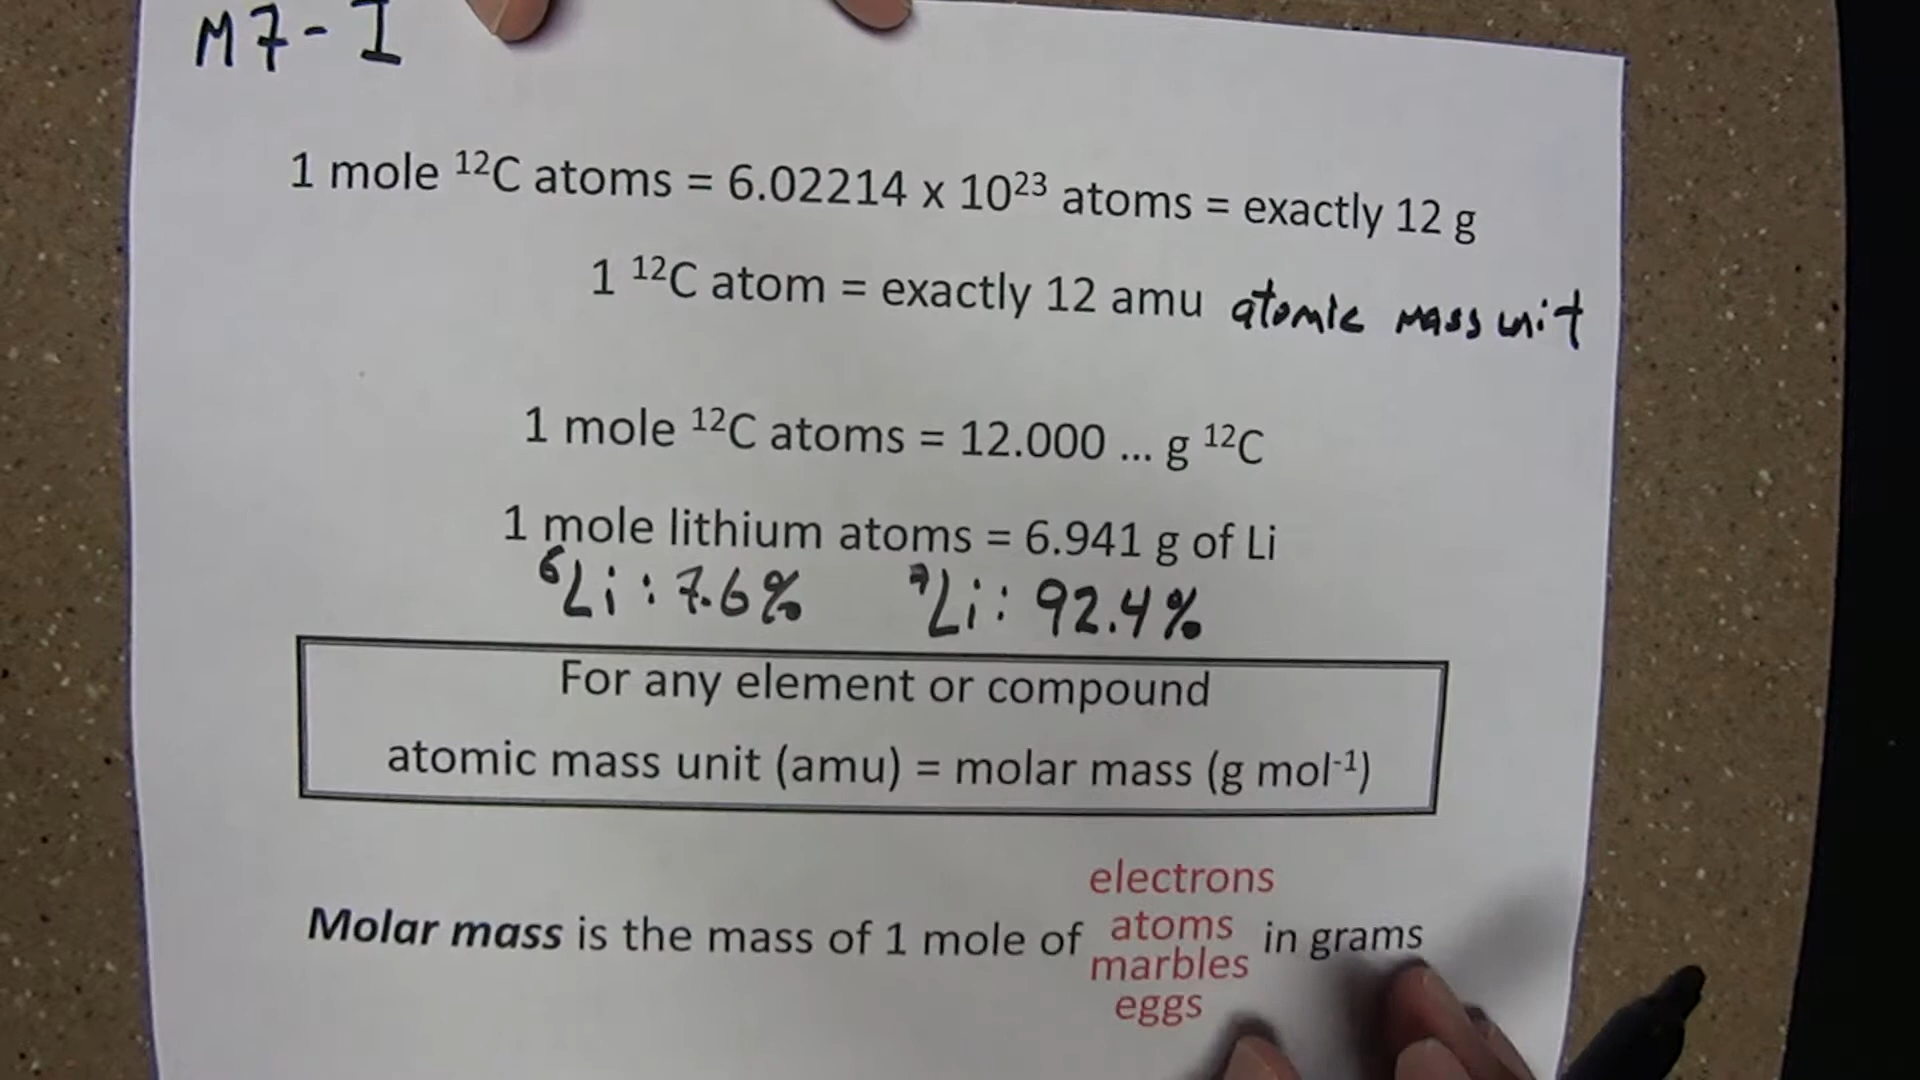 M7-I
1 mole ¹²C atoms = 6.02214 x 10²³ atoms = exactly 12 g
1 ¹²C atom = exactly 12 amu atomic mass unit
1 mole ¹²C atoms = 12.000 ... g ¹²C
1 mole lithium atoms = 6.941 g of Li
⁶Li : 7.6% ⁷Li : 92.4%
For any element or compound
atomic mass unit (amu) = molar mass (g mol⁻¹)
electrons
Molar mass is the mass of 1 mole of atoms in grams
marbles
eggs